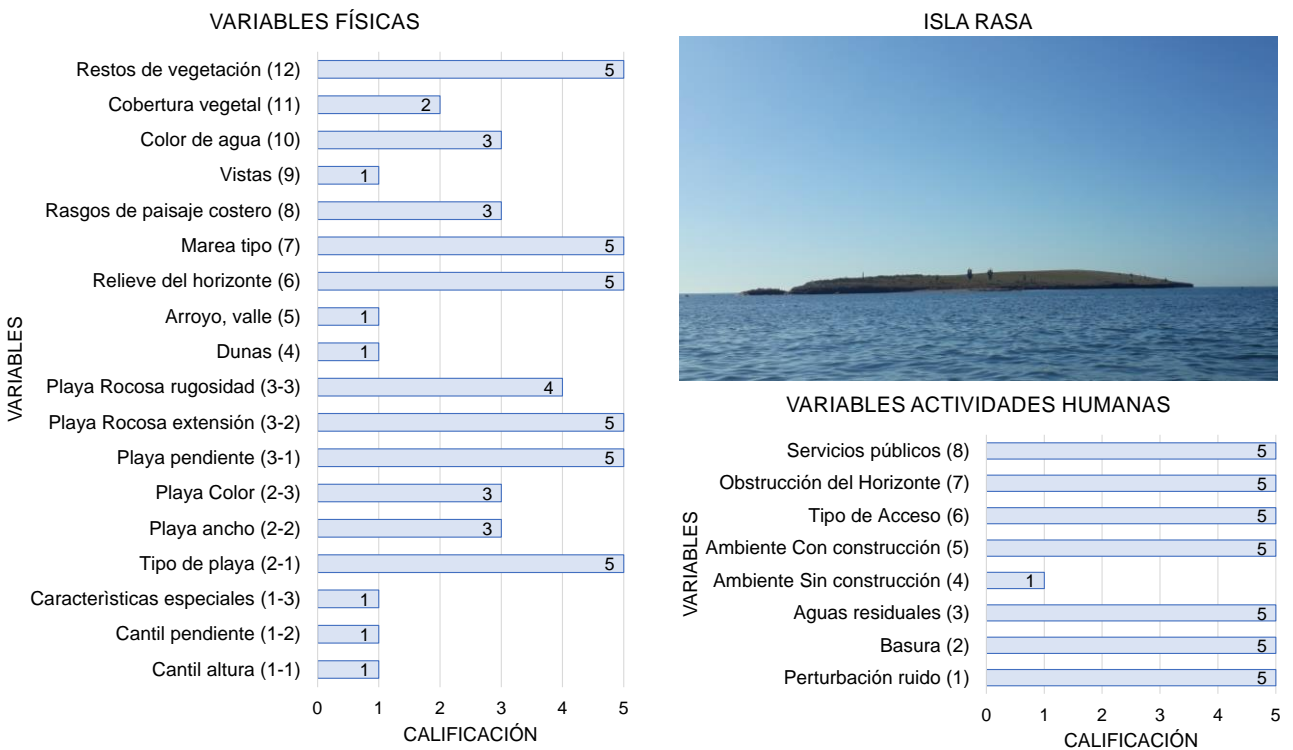 VARIABLES FÍSICAS
Restos de vegetación (12) 5
Cobertura vegetal (11) 2
Color de agua (10) 3
Vistas (9) 1
Rasgos de paisaje costero (8) 3
Marea tipo (7) 5
Relieve del horizonte (6) 5
Arroyo, valle (5) 1
Dunas (4) 1
Playa Rocosa rugosidad (3-3) 4
Playa Rocosa extensión (3-2) 5
Playa pendiente (3-1) 5
Playa Color (2-3) 3
Playa ancho (2-2) 3
Tipo de playa (2-1) 5
Caracterìsticas especiales (1-3) 1
Cantil pendiente (1-2) 1
Cantil altura (1-1) 1
0 1 2 3 4 5
CALIFICACIÓN
VARIABLES
ISLA RASA
VARIABLES ACTIVIDADES HUMANAS
Servicios públicos (8) 5
Obstrucción del Horizonte (7) 5
Tipo de Acceso (6) 5
Ambiente Con construcción (5) 5
Ambiente Sin construcción (4) 1
Aguas residuales (3) 5
Basura (2) 5
Perturbación ruido (1) 5
0 1 2 3 4 5
CALIFICACIÓN
VARIABLES